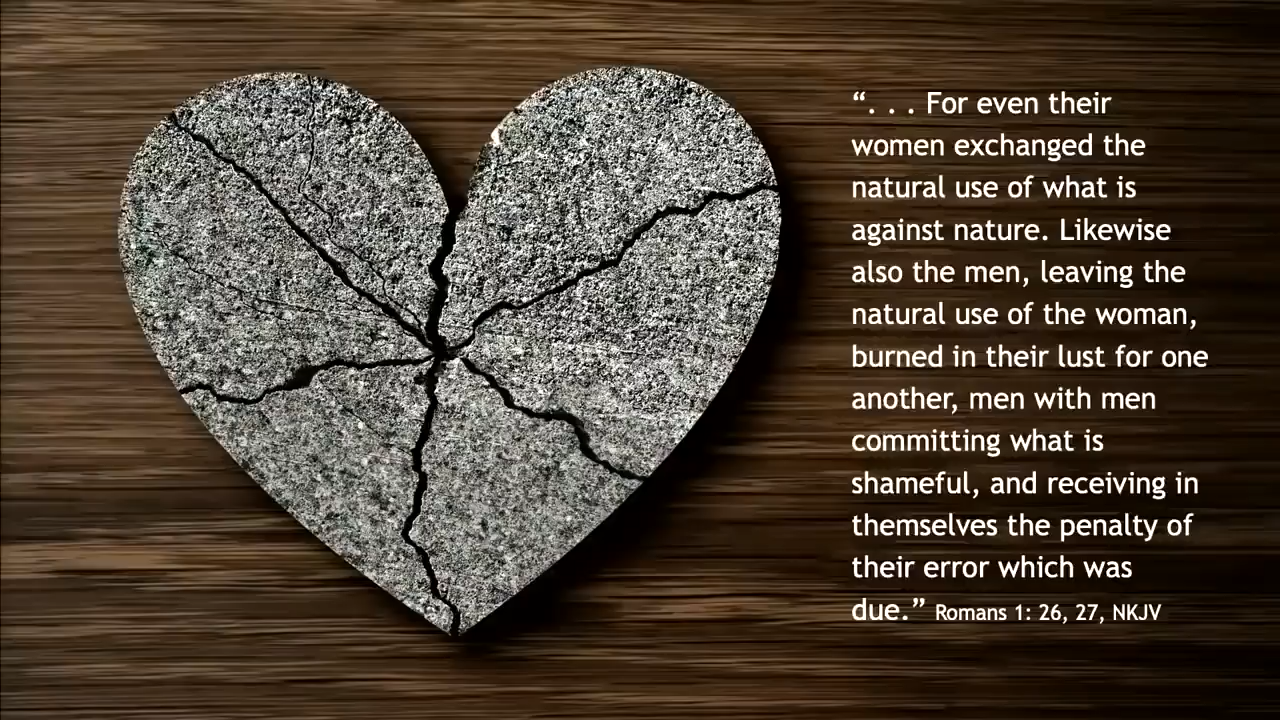 “. . . For even their
women exchanged the
natural use of what is
against nature. Likewise
also the men, leaving the
natural use of the woman,
burned in their lust for one
another, men with men
committing what is
shameful, and receiving in
themselves the penalty of
their error which was
due.” Romans 1: 26, 27, NKJV